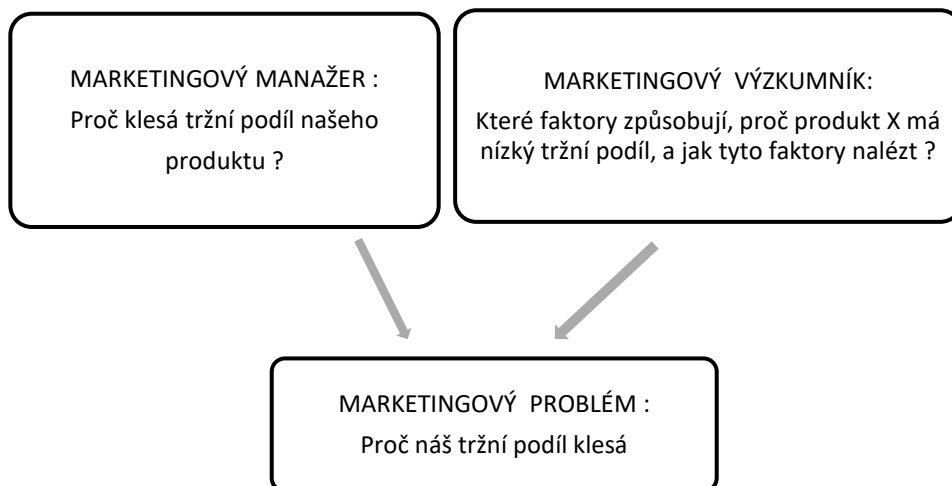 MARKETINGOVÝ MANAŽER :
Proč klesá tržní podíl našeho
produktu ?
MARKETINGOVÝ VÝZKUMNÍK:
Které faktory způsobují, proč produkt X má
nízký tržní podíl, a jak tyto faktory nalézt ?
MARKETINGOVÝ PROBLÉM :
Proč náš tržní podíl klesá